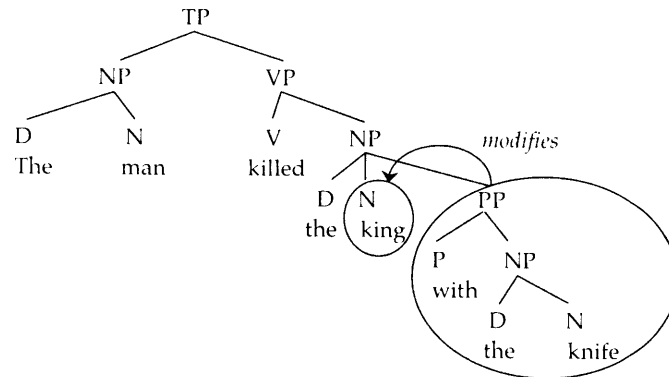 TP
NP VP
D N V NP modifies
The man killed D N PP
the king P NP
with D N
the knife